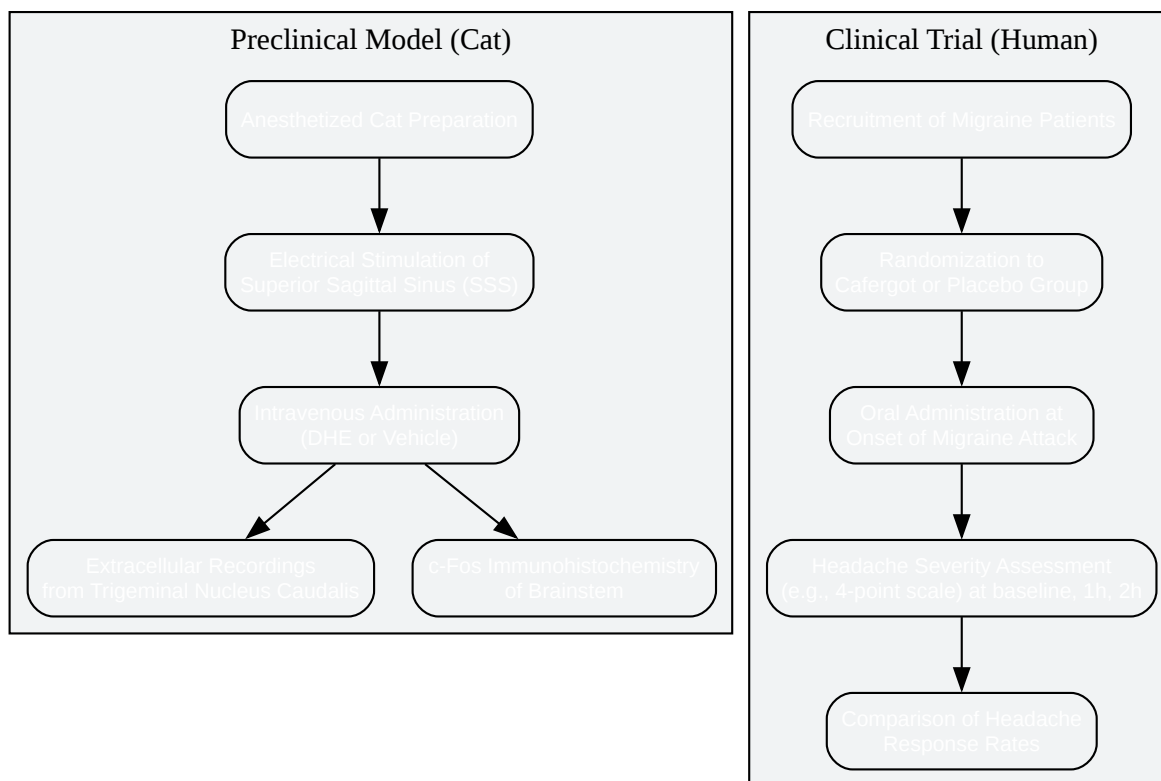 Preclinical Model (Cat)
Anesthetized Cat Preparation
Electrical Stimulation of
Superior Sagittal Sinus (SSS)
Intravenous Administration
(DHE or Vehicle)
Extracellular Recordings
from Trigeminal Nucleus Caudalis
c-Fos Immunohistochemistry
of Brainstem
Clinical Trial (Human)
Recruitment of Migraine Patients
Randomization to
Cafergot or Placebo Group
Oral Administration at
Onset of Migraine Attack
Headache Severity Assessment
(e.g., 4-point scale) at baseline, 1h, 2h
Comparison of Headache
Response Rates